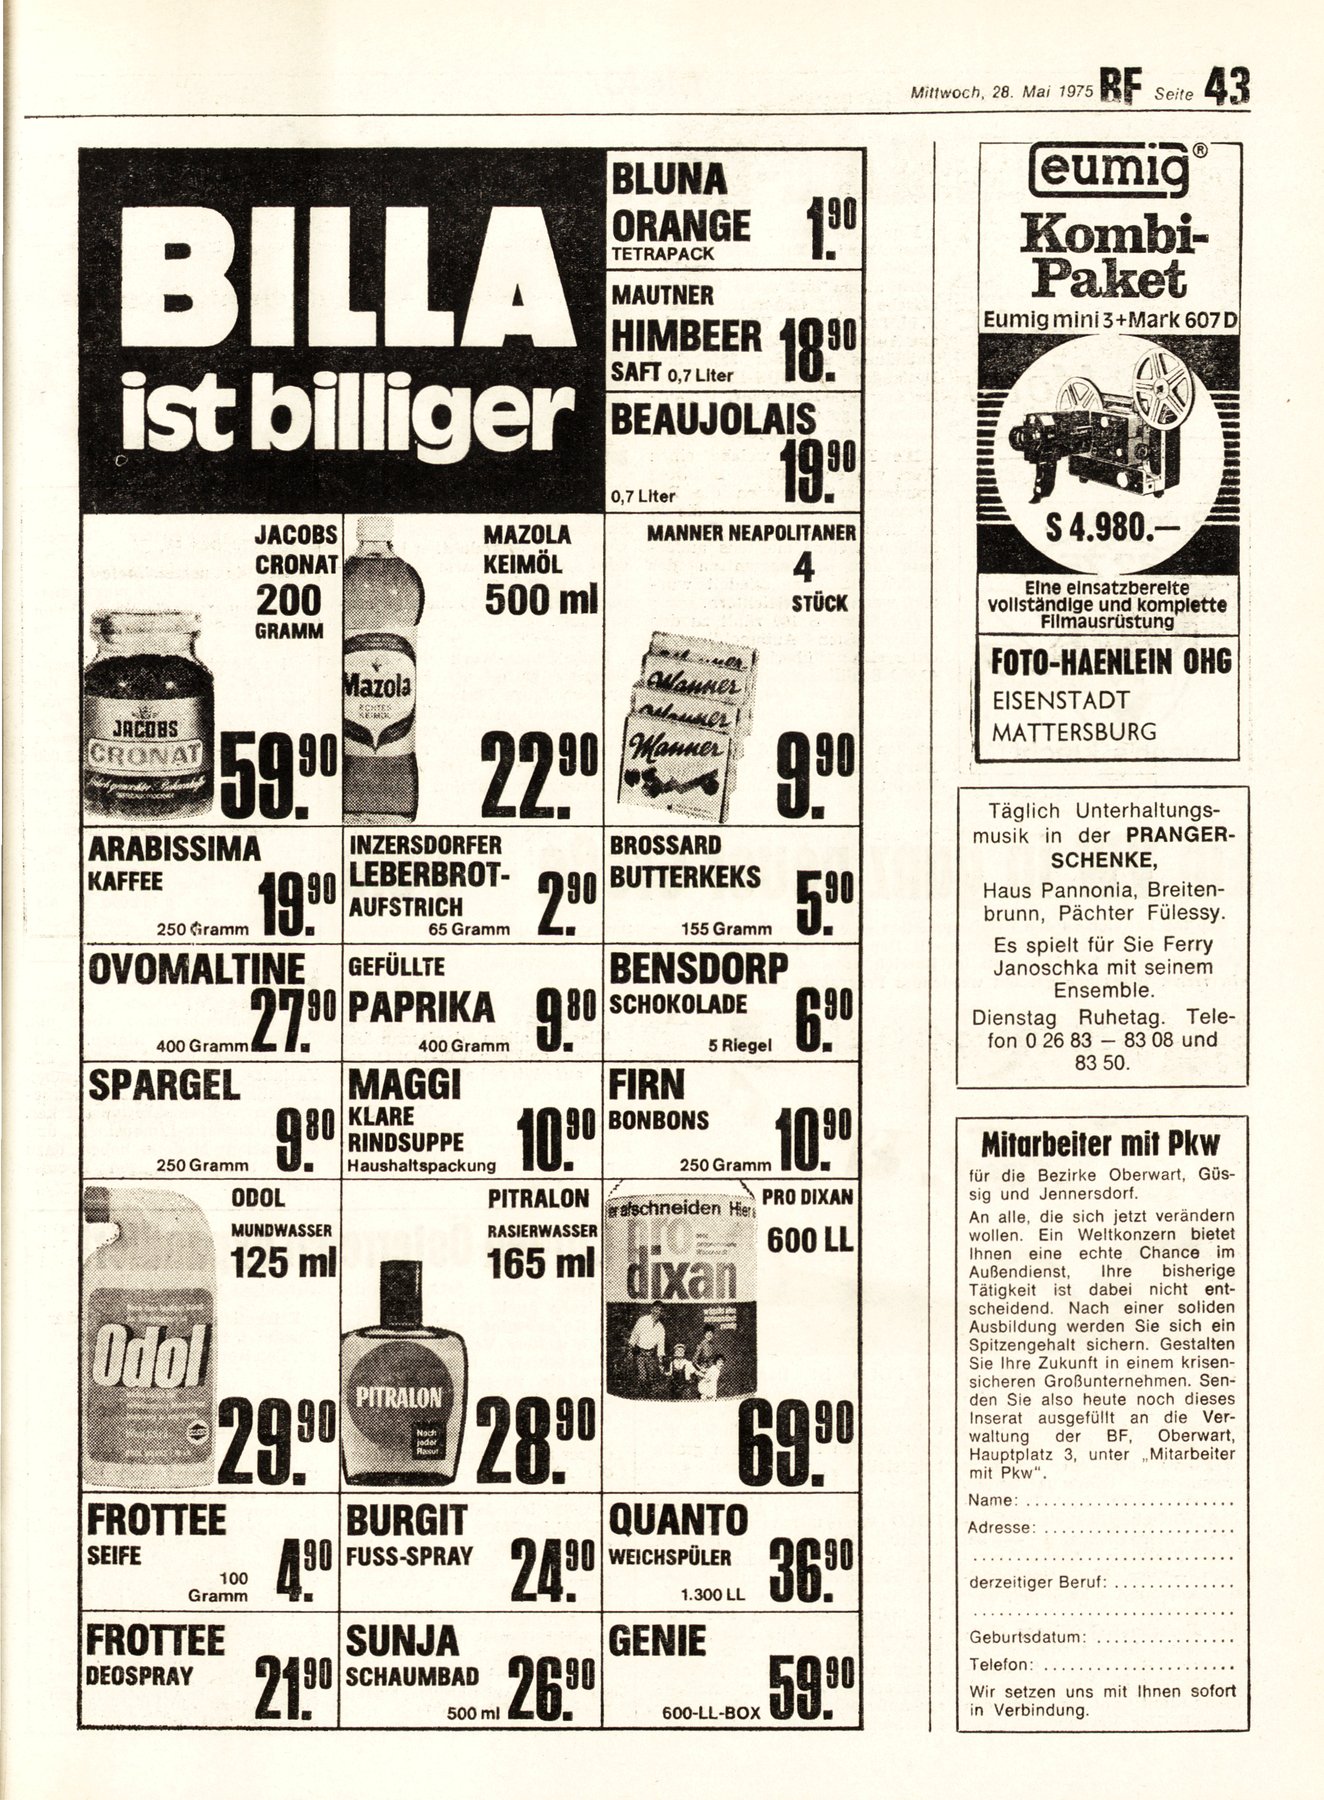 Mittwoch, 28. Mai 1975 BF Seite 43
BILLA
ist billiger
BLUNA
ORANGE
TETRAPACK
1.90
MAUTNER
HIMBEER
SAFT 0,7 Liter
18.90
BEAUJOLAIS
0,7 Liter
19.90
JACOBS
CRONAT
200
GRAMM
JACOBS
CRONAT
59.90
MAZOLA
KEIMÖL
500 ml
Mazola
ECHTES
KEIMÖL
22.90
MANNER NEAPOLITANER
4
STÜCK
Manner
Manner
Manner
Manner
9.90
ARABISSIMA
KAFFEE
250 Gramm
19.90
INZERSDORFER
LEBERBROT-
AUFSTRICH
65 Gramm
2.90
BROSSARD
BUTTERKEKS
155 Gramm
5.90
OVOMALTINE
400 Gramm
27.90
GEFÜLLTE
PAPRIKA
400 Gramm
9.80
BENSDORP
SCHOKOLADE
5 Riegel
6.90
SPARGEL
250 Gramm
9.80
MAGGI
KLARE
RINDSUPPE
Haushaltspackung
10.90
FIRN
BONBONS
250 Gramm
10.90
ODOL
MUNDWASSER
125 ml
Odol
29.90
PITRALON
RASIERWASSER
165 ml
PITRALON
Nach
jeder
Rasur
28.90
PRO DIXAN
600 LL
erafschneiden Hier
pro
dixan
69.90
FROTTEE
SEIFE
100
Gramm
4.90
BURGIT
FUSS-SPRAY
24.90
QUANTO
WEICHSPÜLER
1.300 LL
36.90
FROTTEE
DEOSPRAY
21.90
SUNJA
SCHAUMBAD
500 ml
26.90
GENIE
600-LL-BOX
59.90
eumig®
Kombi-
Paket
Eumig mini 3+Mark 607 D
S 4.980.—
Eine einsatzbereite
vollständige und komplette
Filmausrüstung
FOTO-HAENLEIN OHG
EISENSTADT
MATTERSBURG
Täglich Unterhaltungs-
musik in der PRANGER-
SCHENKE,
Haus Pannonia, Breiten-
brunn, Pächter Fülessy.
Es spielt für Sie Ferry
Janoschka mit seinem
Ensemble.
Dienstag Ruhetag. Tele-
fon 0 26 83 — 83 08 und
83 50.
Mitarbeiter mit Pkw
für die Bezirke Oberwart, Güs-
sig und Jennersdorf.
An alle, die sich jetzt verändern
wollen. Ein Weltkonzern bietet
Ihnen eine echte Chance im
Außendienst, Ihre bisherige
Tätigkeit ist dabei nicht ent-
scheidend. Nach einer soliden
Ausbildung werden Sie sich ein
Spitzengehalt sichern. Gestalten
Sie Ihre Zukunft in einem krisen-
sicheren Großunternehmen. Sen-
den Sie also heute noch dieses
Inserat ausgefüllt an die Ver-
waltung der BF, Oberwart,
Hauptplatz 3, unter „Mitarbeiter
mit Pkw".
Name: ........................
Adresse: ......................
..............................
derzeitiger Beruf: ..............
..............................
Geburtsdatum: ................
Telefon: ......................
Wir setzen uns mit Ihnen sofort
in Verbindung.